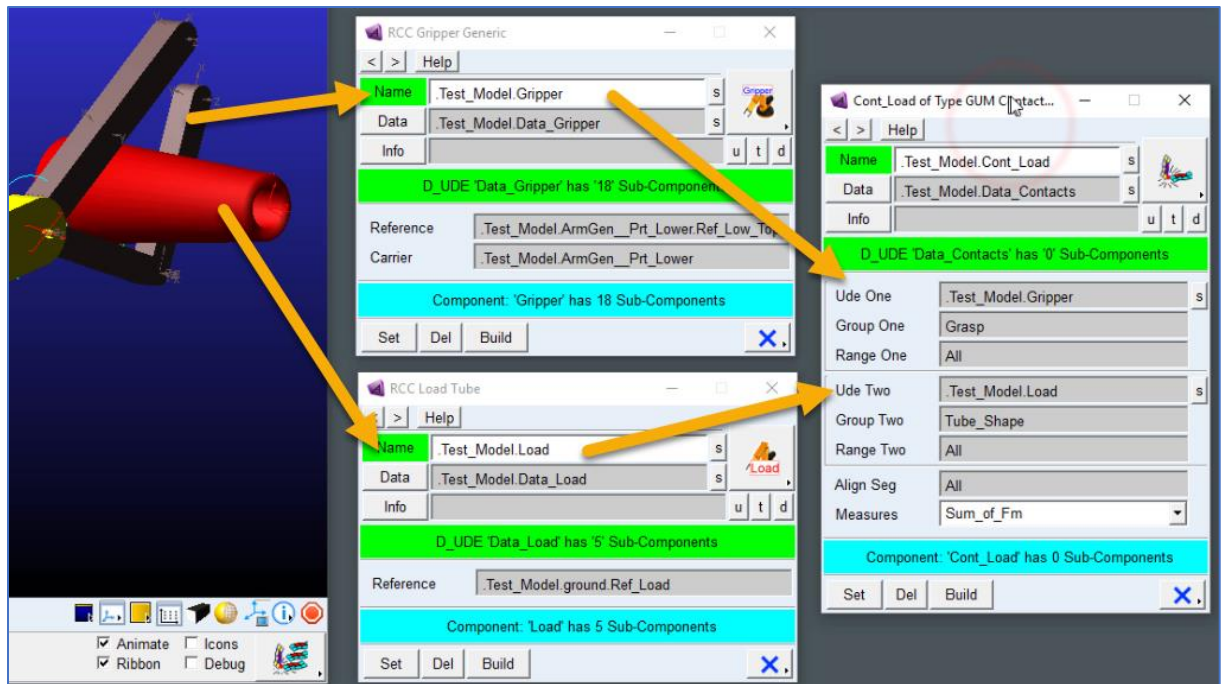 RCC Gripper Generic
< > Help
Name .Test_Model.Gripper s Gripper
Data .Test_Model.Data_Gripper s
Info u t d
D_UDE 'Data_Gripper' has '18' Sub-Components
Reference .Test_Model.ArmGen__Prt_Lower.Ref_Low_Top
Carrier .Test_Model.ArmGen__Prt_Lower
Component: 'Gripper' has 18 Sub-Components
Set Del Build
RCC Load Tube
> Help
Name .Test_Model.Load s Load
Data .Test_Model.Data_Load s
Info u t d
D_UDE 'Data_Load' has '5' Sub-Components
Reference .Test_Model.ground.Ref_Load
Component: 'Load' has 5 Sub-Components
Set Del Build
Cont_Load of Type GUM Contact...
< > Help
Name .Test_Model.Cont_Load s
Data .Test_Model.Data_Contacts s
Info u t d
D_UDE 'Data_Contacts' has '0' Sub-Components
Ude One .Test_Model.Gripper s
Group One Grasp
Range One All
Ude Two .Test_Model.Load s
Group Two Tube_Shape
Range Two All
Align Seg All
Measures Sum_of_Fm
Component: 'Cont_Load' has 0 Sub-Components
Set Del Build
Animate Icons
Ribbon Debug